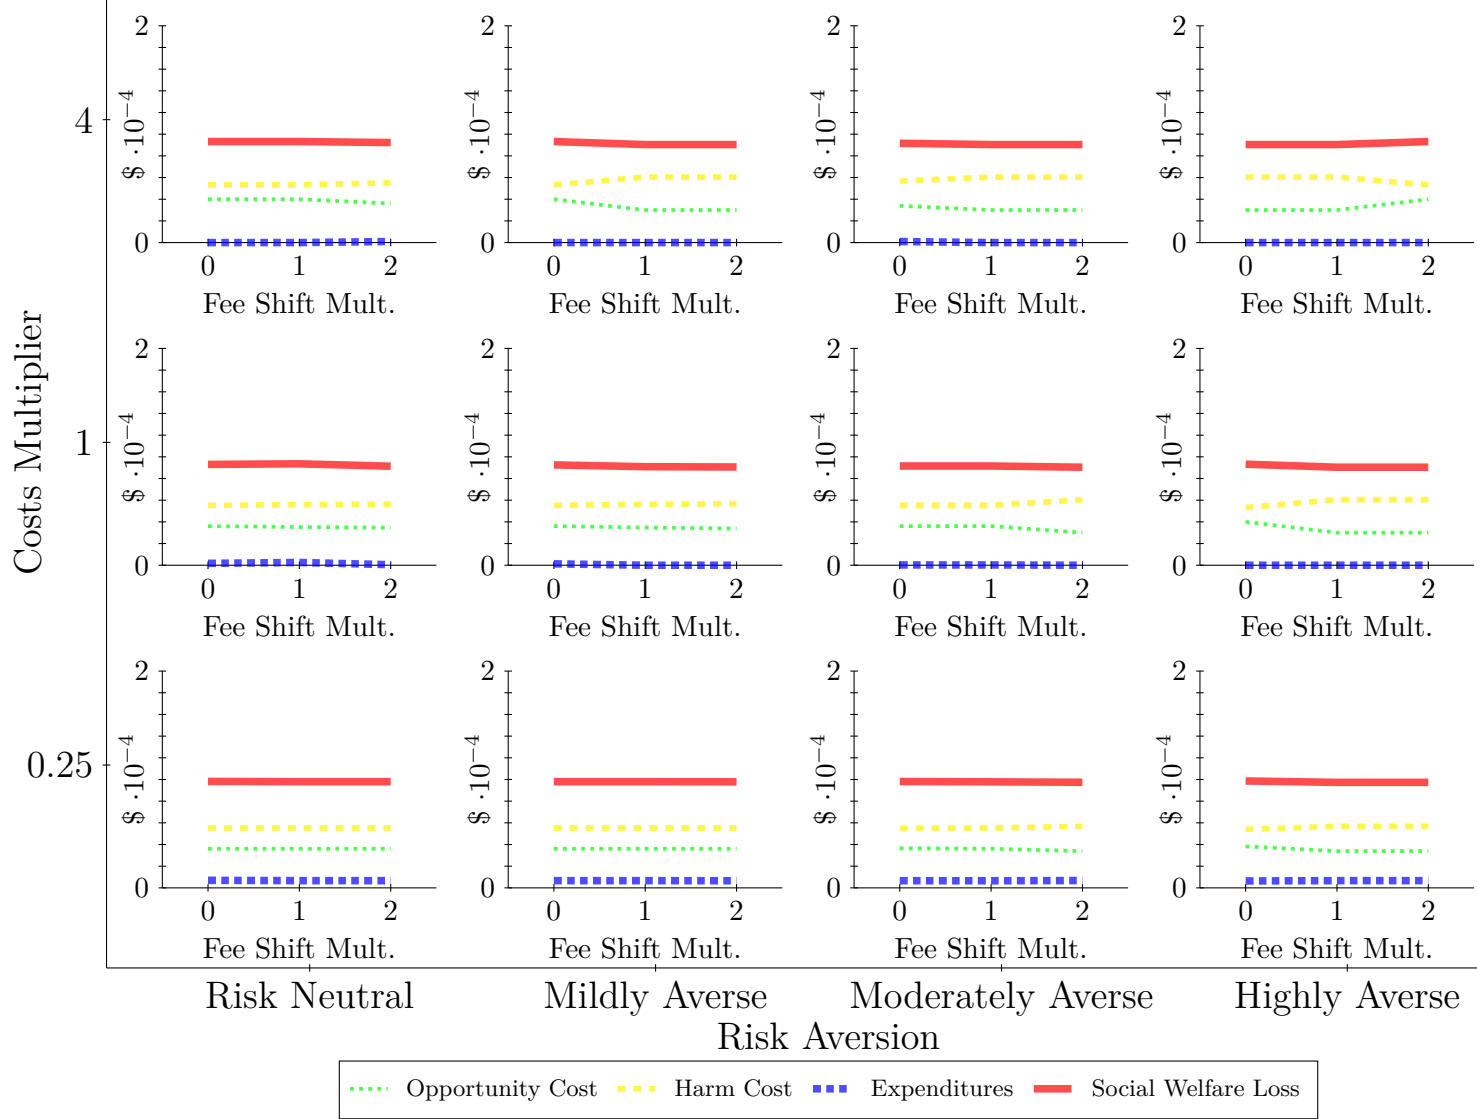 Costs Multiplier
4
2
0
$ ·10−4
0 1 2
Fee Shift Mult.
2
0
$ ·10−4
0 1 2
Fee Shift Mult.
2
0
$ ·10−4
0 1 2
Fee Shift Mult.
2
0
$ ·10−4
0 1 2
Fee Shift Mult.
1
2
0
$ ·10−4
0 1 2
Fee Shift Mult.
2
0
$ ·10−4
0 1 2
Fee Shift Mult.
2
0
$ ·10−4
0 1 2
Fee Shift Mult.
2
0
$ ·10−4
0 1 2
Fee Shift Mult.
0.25
2
0
$ ·10−4
0 1 2
Fee Shift Mult.
2
0
$ ·10−4
0 1 2
Fee Shift Mult.
2
0
$ ·10−4
0 1 2
Fee Shift Mult.
2
0
$ ·10−4
0 1 2
Fee Shift Mult.
Risk Neutral Mildly Averse Moderately Averse Highly Averse
Risk Aversion
Opportunity Cost Harm Cost Expenditures Social Welfare Loss